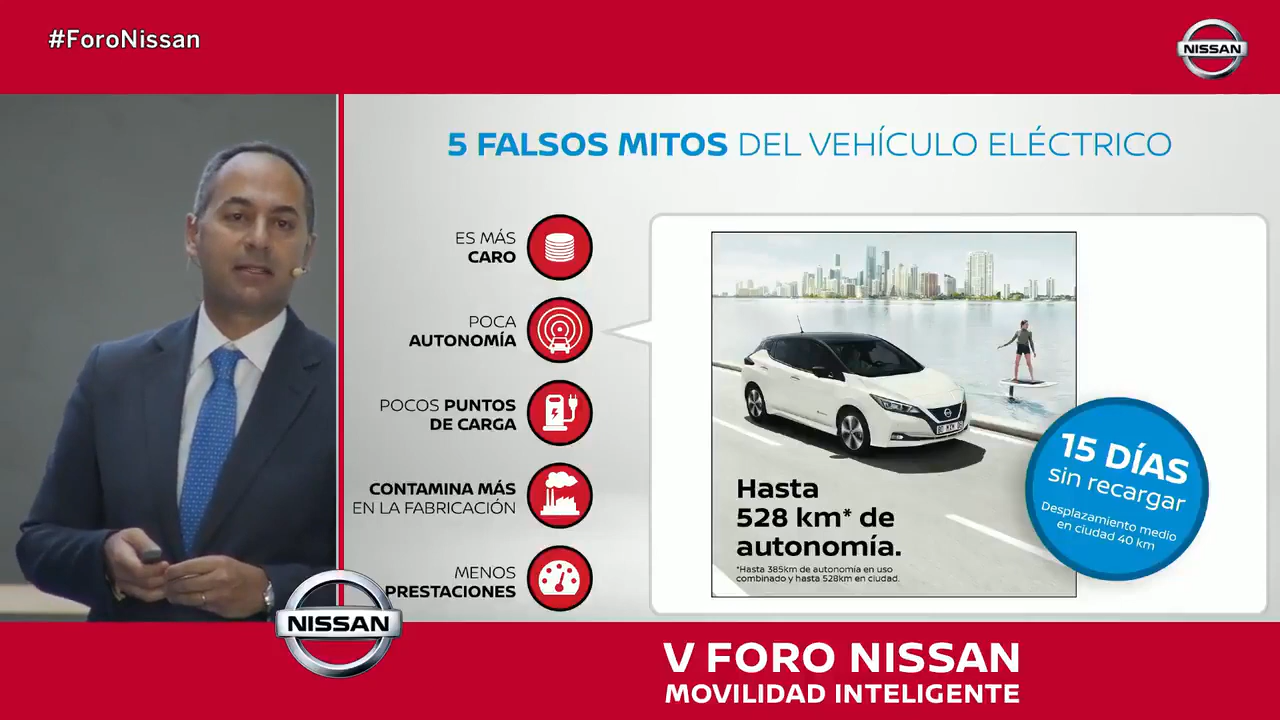 #ForoNissan
NISSAN
5 FALSOS MITOS DEL VEHÍCULO ELÉCTRICO
ES MÁS
CARO
POCA
AUTONOMÍA
POCOS PUNTOS
DE CARGA
CONTAMINA MÁS
EN LA FABRICACIÓN
MENOS
PRESTACIONES
Hasta
528 km* de
autonomía.
*Hasta 385km de autonomía en uso
combinado y hasta 528km en ciudad.
15 DÍAS
sin recargar
Desplazamiento medio
en ciudad 40 km
NISSAN
V FORO NISSAN
MOVILIDAD INTELIGENTE